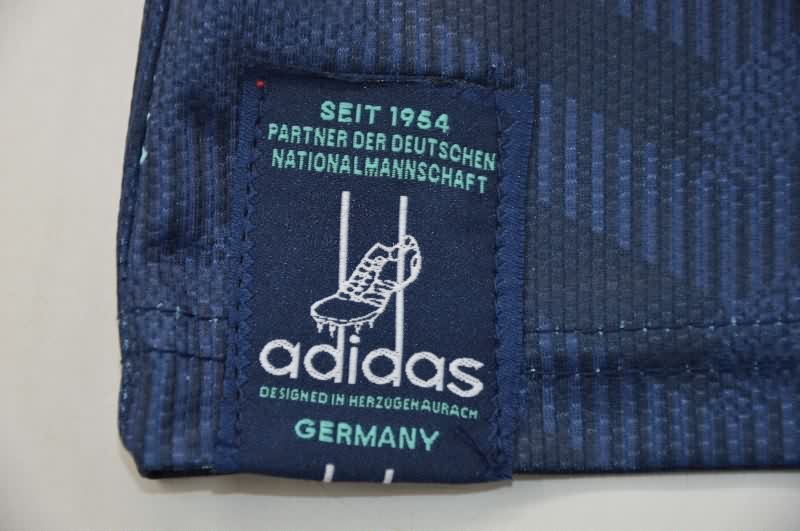 SEIT 1954
PARTNER DER DEUTSCHEN
NATIONALMANNSCHAFT
adidas
DESIGNED IN HERZOGENAURACH
GERMANY